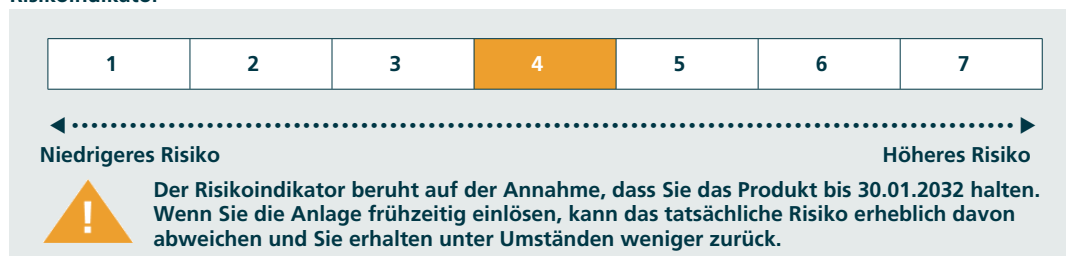 1 2 3 4 5 6 7
Niedrigeres Risiko Höheres Risiko
! Der Risikoindikator beruht auf der Annahme, dass Sie das Produkt bis 30.01.2032 halten.
Wenn Sie die Anlage frühzeitig einlösen, kann das tatsächliche Risiko erheblich davon
abweichen und Sie erhalten unter Umständen weniger zurück.